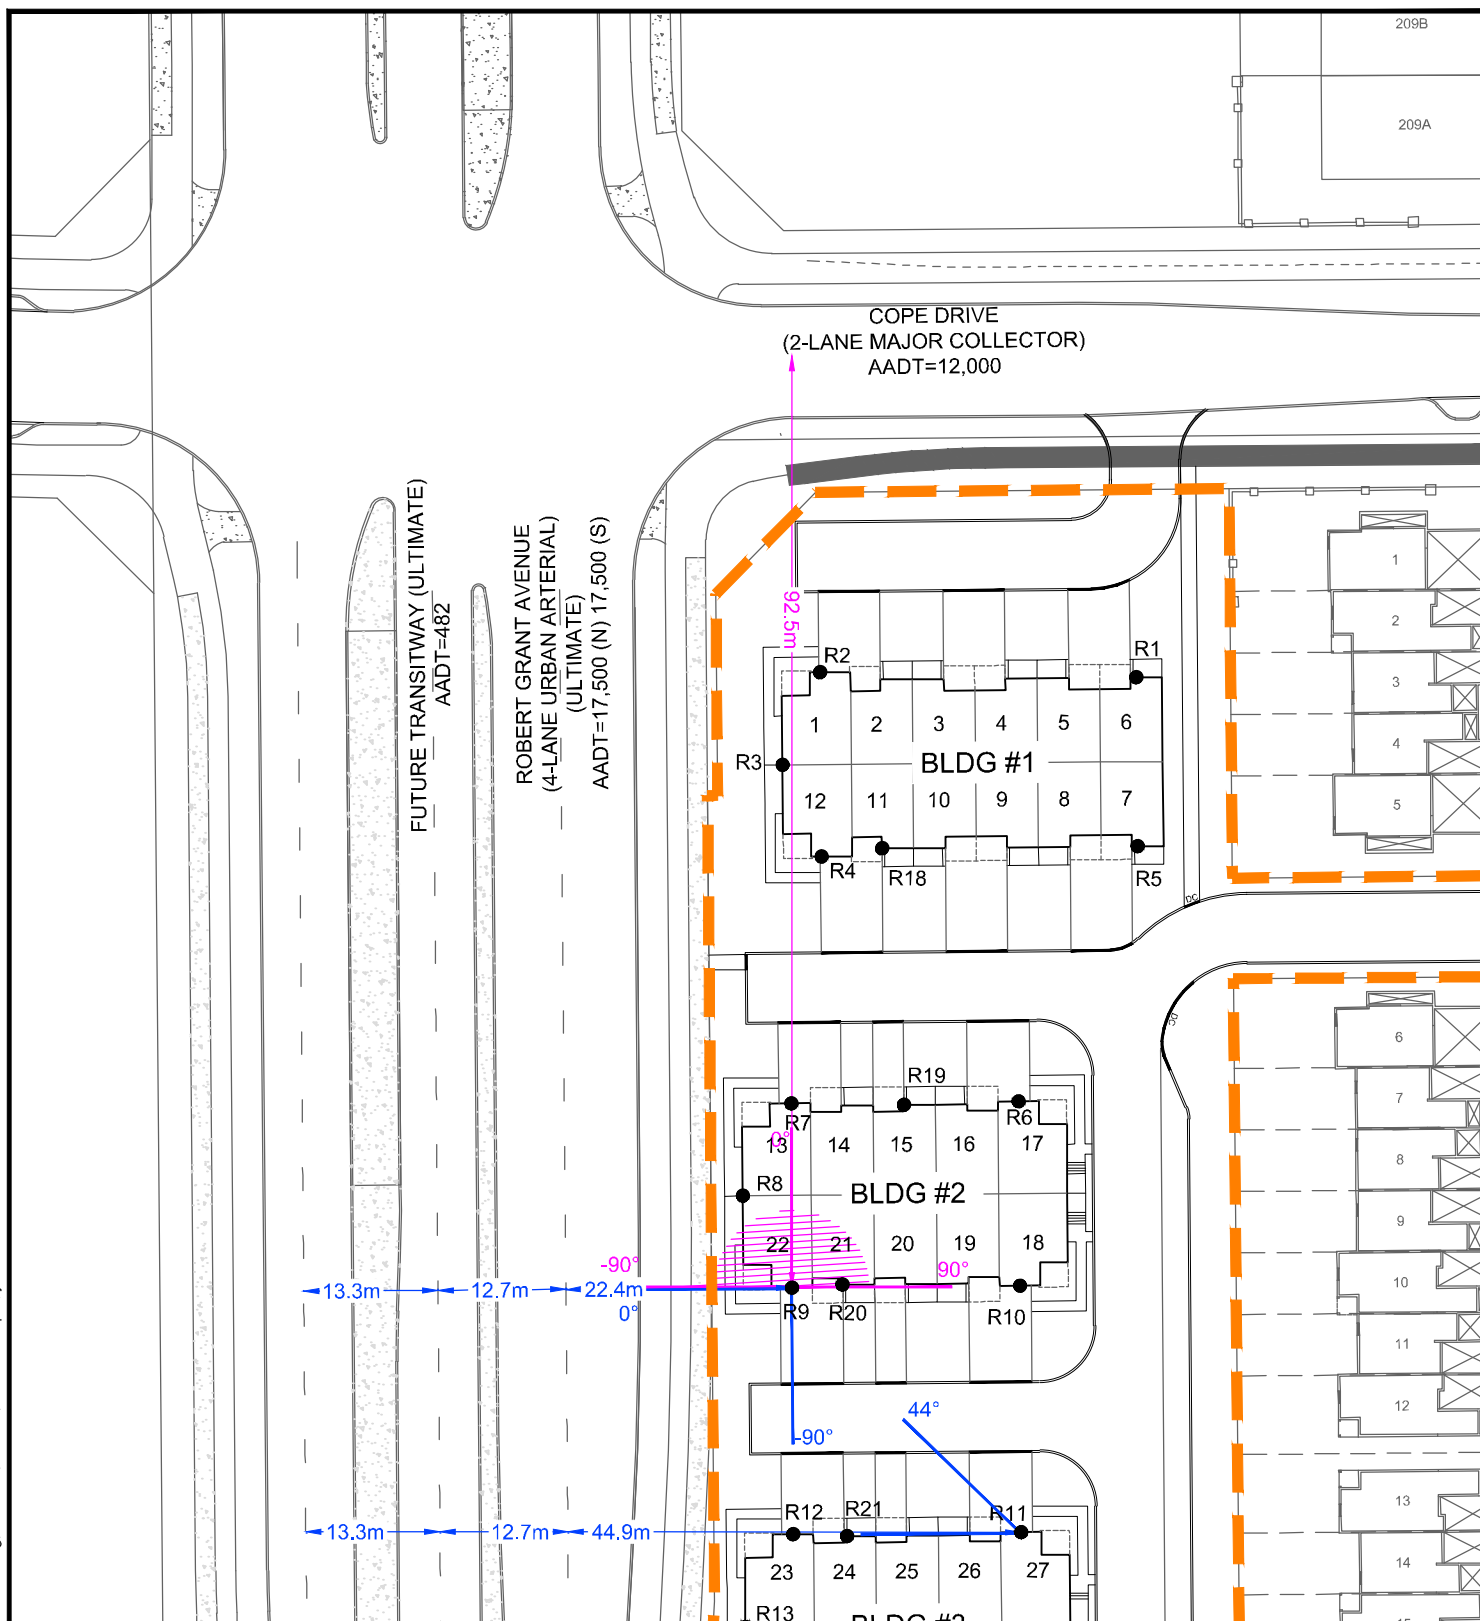 209B
209A
COPE DRIVE
(2-LANE MAJOR COLLECTOR)
AADT=12,000
FUTURE TRANSITWAY (ULTIMATE)
AADT=482
ROBERT GRANT AVENUE
(4-LANE URBAN ARTERIAL)
(ULTIMATE)
AADT=17,500 (N) 17,500 (S)
92.5m
R2
R1
1 2 3 4 5 6
R3
BLDG #1
12 11 10 9 8 7
R4 R18 R5
1
2
3
4
5
DC
DC
R19
R7
R6
0°
13 14 15 16 17
R8
BLDG #2
22 21 20 19 18
-90°
90°
13.3m 12.7m 22.4m
0°
R9 R20 R10
-90°
44°
6
7
8
9
10
11
12
13
14
R12 R21 R11
13.3m 12.7m 44.9m
23 24 25 26 27
R13
BLDG #3